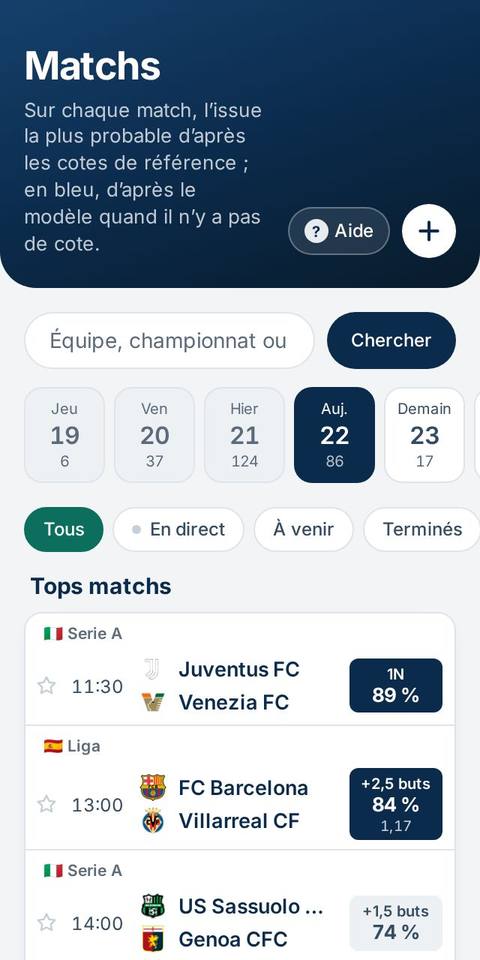 Matchs
Sur chaque match, l’issue
la plus probable d’après
les cotes de référence ;
en bleu, d’après le
modèle quand il n’y a pas
de cote.
? Aide
+
Équipe, championnat ou
Chercher
Jeu
19
6
Ven
20
37
Hier
21
124
Auj.
22
86
Demain
23
17
Tous
En direct
À venir
Terminés
Tops matchs
Serie A
11:30
Juventus FC
Venezia FC
1N
89 %
Liga
13:00
FC Barcelona
Villarreal CF
+2,5 buts
84 %
1,17
Serie A
14:00
US Sassuolo ...
Genoa CFC
+1,5 buts
74 %